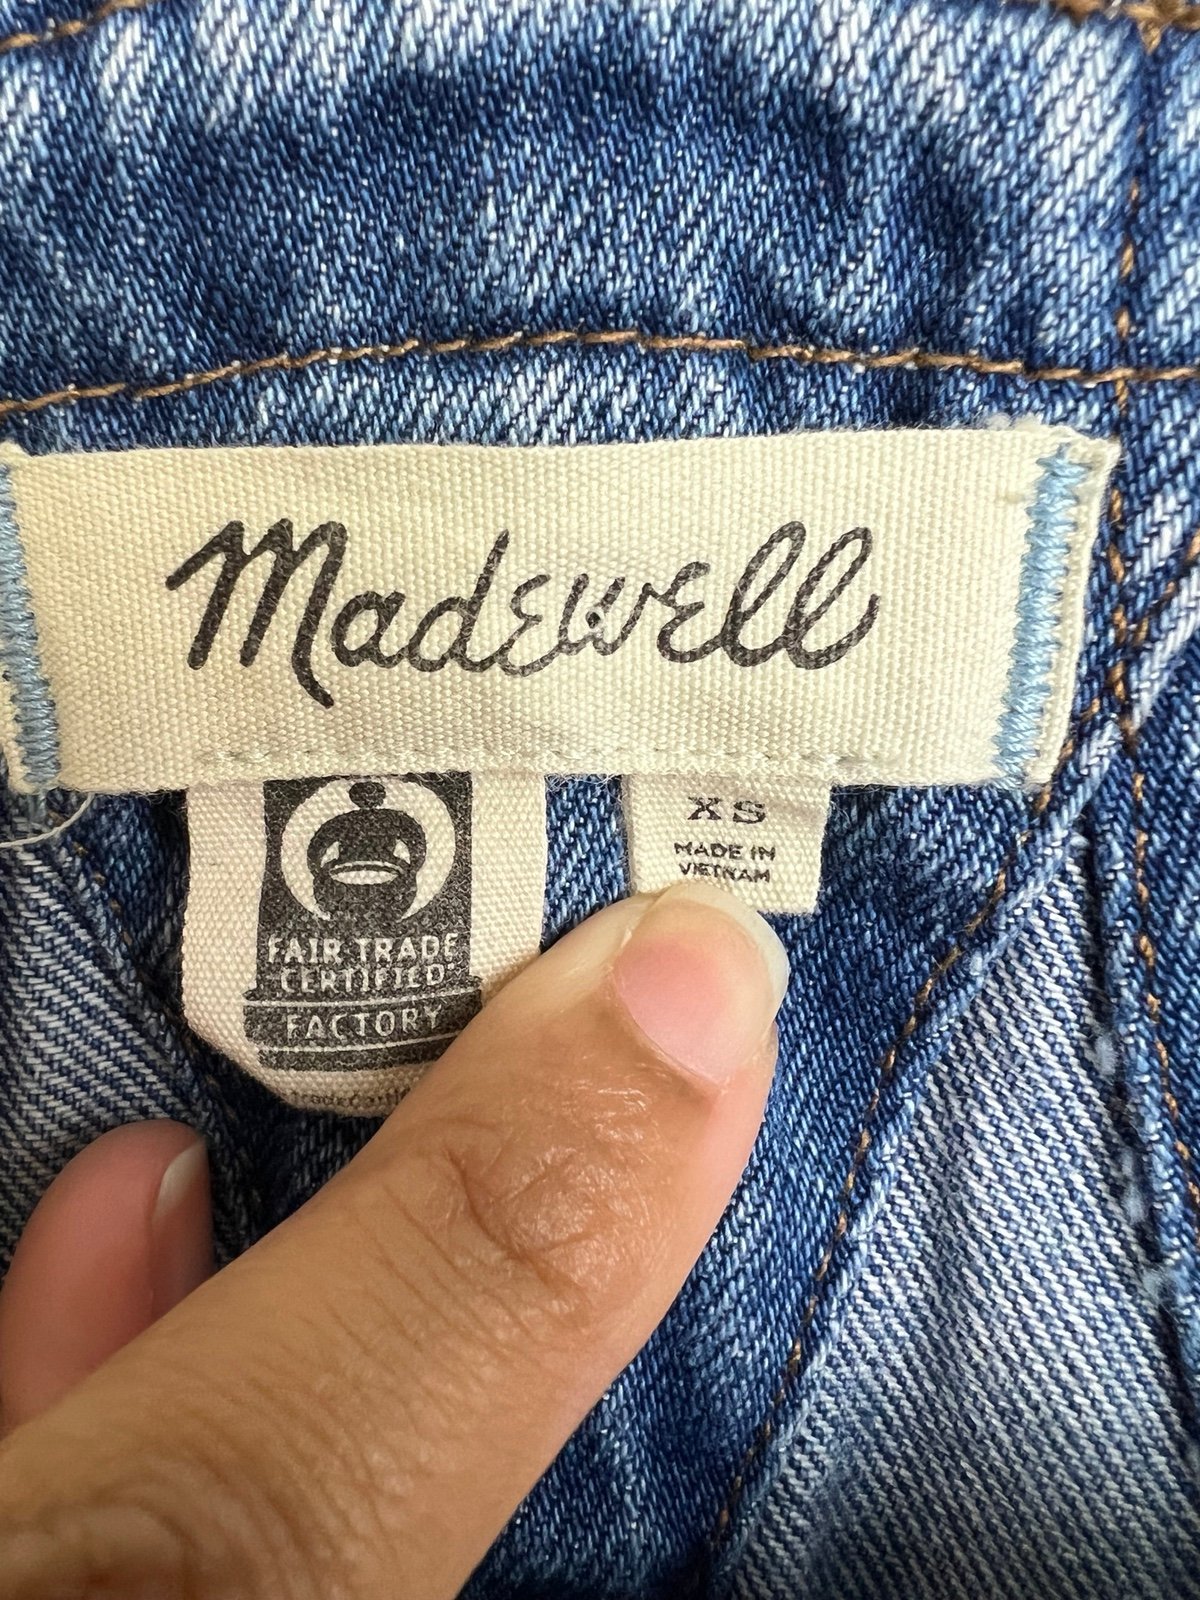 Madewell
XS
MADE IN
VIETNAM
FAIR TRADE
CERTIFIED
FACTORY